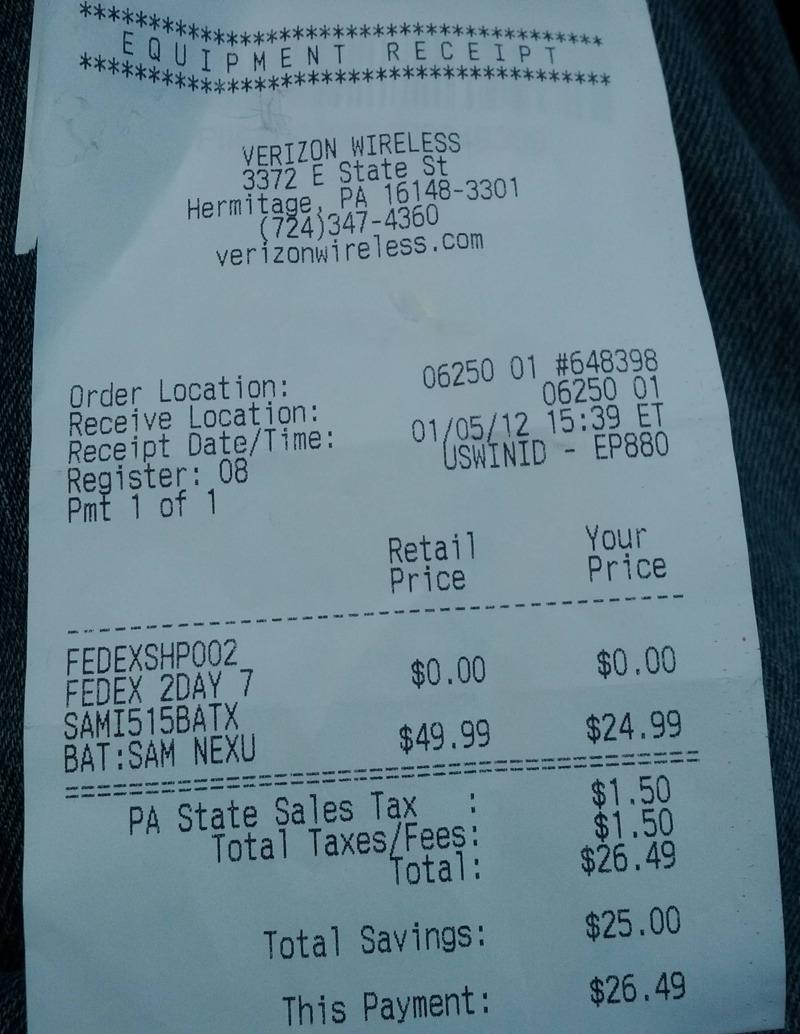 ****************************************
EQUIPMENT RECEIPT
****************************************
VERIZON WIRELESS
3372 E State St
Hermitage, PA 16148-3301
(724)347-4360
verizonwireless.com
Order Location: 06250 01 #648398
Receive Location: 06250 01
Receipt Date/Time: 01/05/12 15:39 ET
Register: 08 USWINID - EP880
Pmt 1 of 1
Retail Your
Price Price
----------------------------------------
FEDEXSHP002
FEDEX 2DAY 7 $0.00 $0.00
SAMI515BATX
BAT:SAM NEXU $49.99 $24.99
========================================
PA State Sales Tax : $1.50
Total Taxes/Fees: $1.50
Total: $26.49
Total Savings: $25.00
This Payment: $26.49